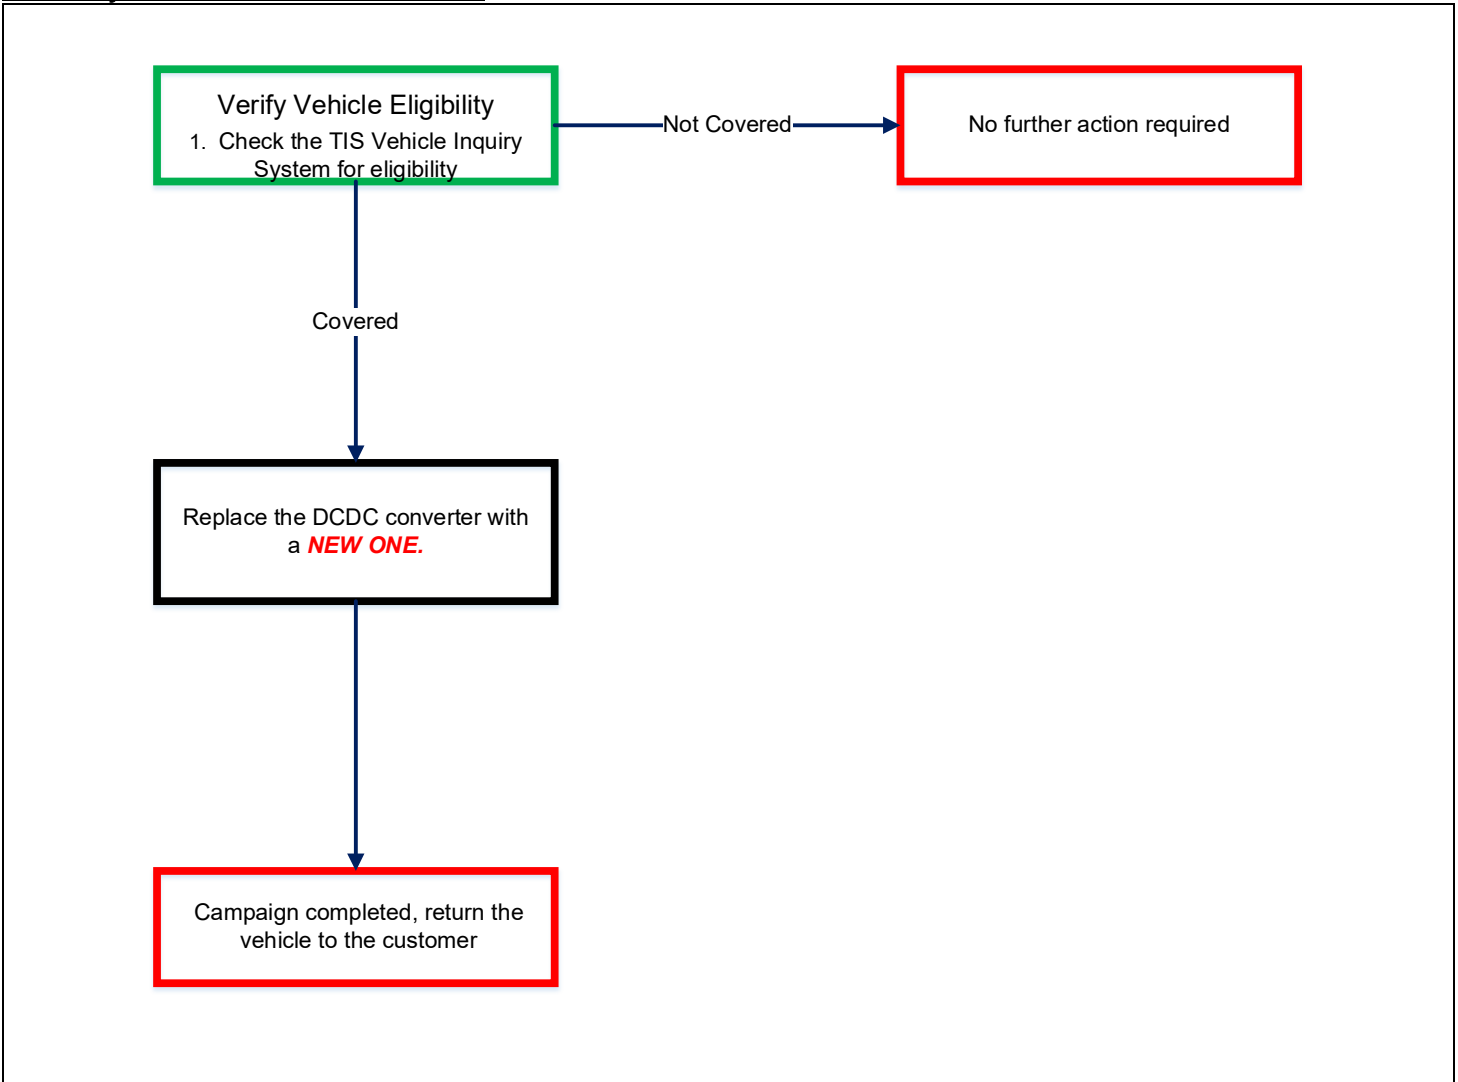 Verify Vehicle Eligibility
1. Check the TIS Vehicle Inquiry
System for eligibility
Not Covered
No further action required
Covered
Replace the DCDC converter with
a NEW ONE.
Campaign completed, return the
vehicle to the customer